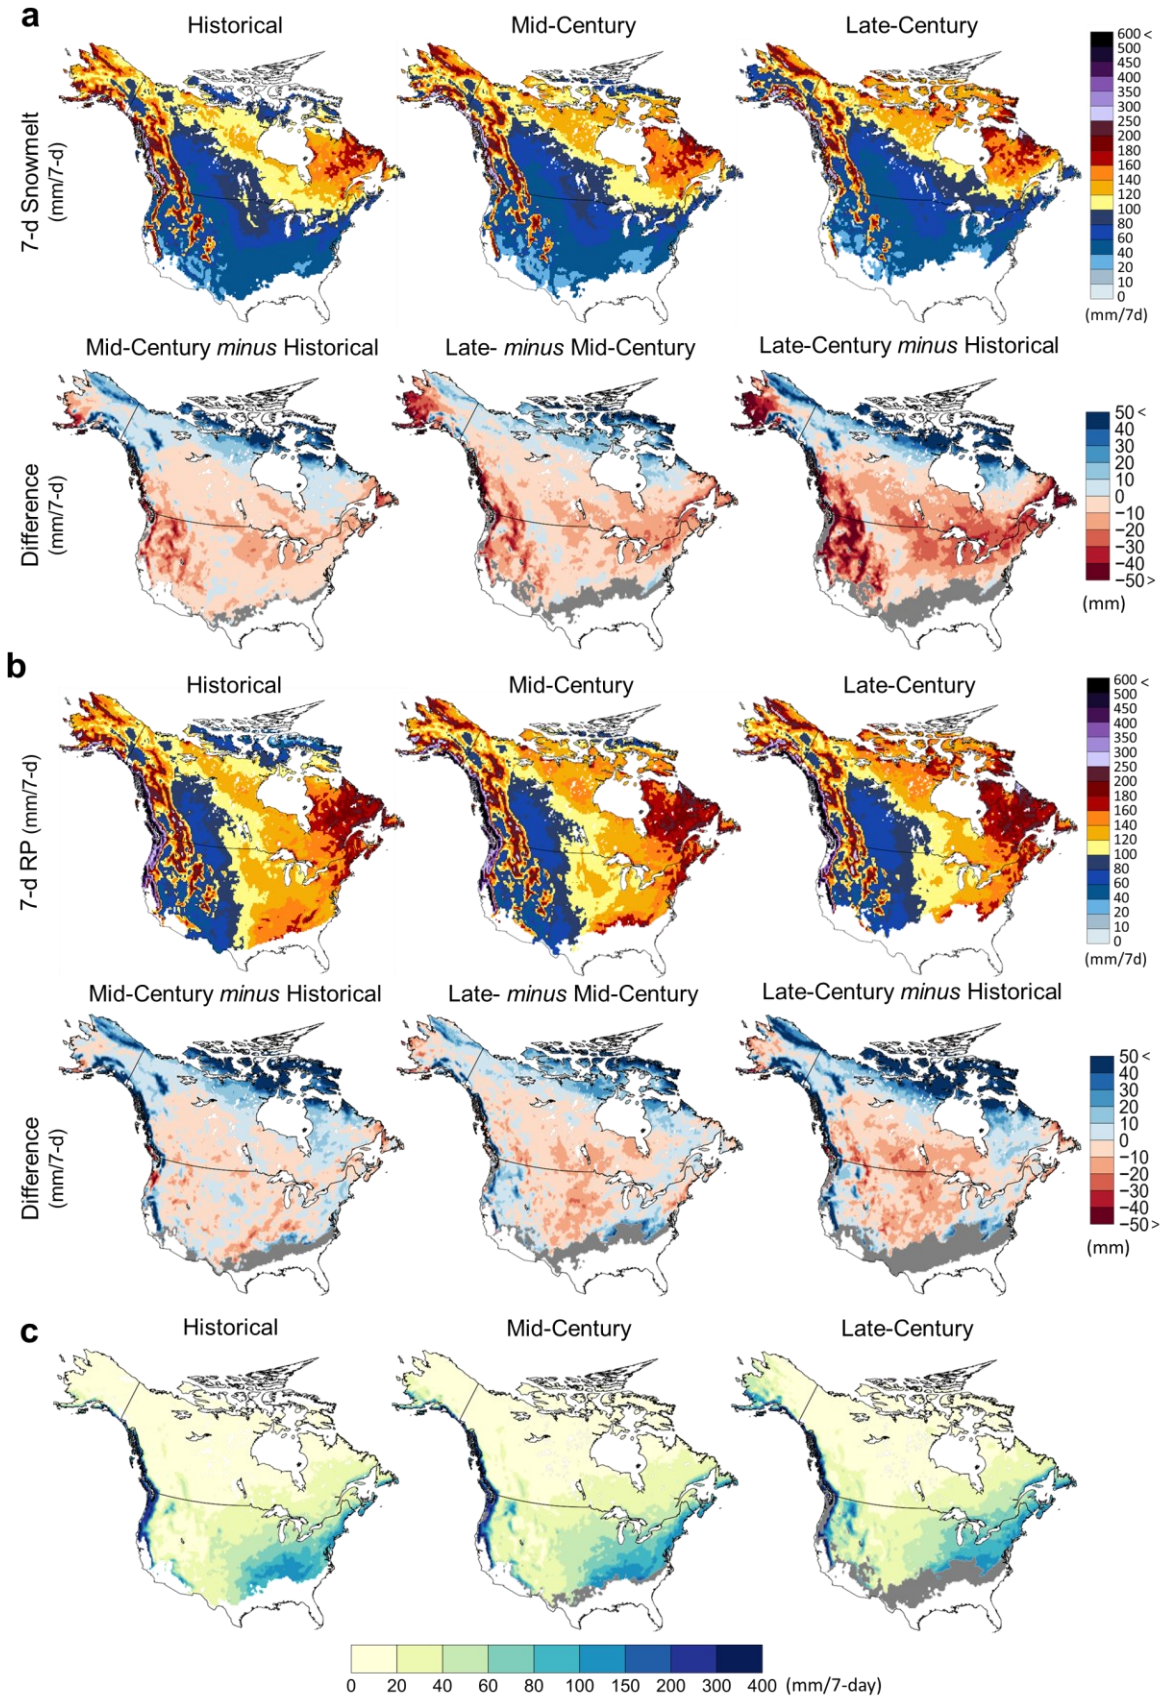 a
Historical
Mid-Century
Late-Century
7-d Snowmelt
(mm/7-d)
600 <
500
450
400
350
300
250
200
180
160
140
120
100
80
60
40
20
10
0
(mm/7d)
Mid-Century minus Historical
Late- minus Mid-Century
Late-Century minus Historical
Difference
(mm/7-d)
50 <
40
30
20
10
0
−10
−20
−30
−40
−50 >
(mm)
b
Historical
Mid-Century
Late-Century
7-d RP (mm/7-d)
600 <
500
450
400
350
300
250
200
180
160
140
120
100
80
60
40
20
10
0
(mm/7d)
Mid-Century minus Historical
Late- minus Mid-Century
Late-Century minus Historical
Difference
(mm/7-d)
50 <
40
30
20
10
0
−10
−20
−30
−40
−50 >
(mm)
c
Historical
Mid-Century
Late-Century
0 20 40 60 80 100 150 200 300 400 (mm/7-day)